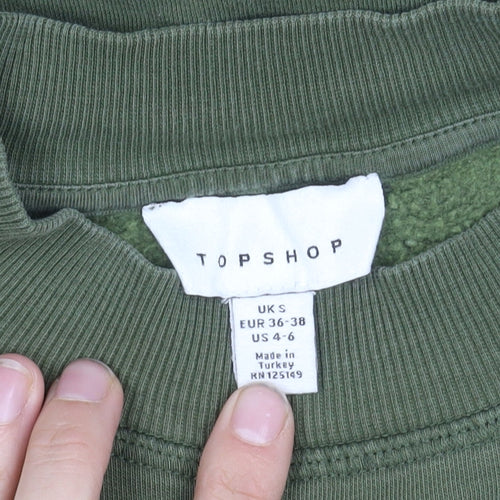 TOPSHOP
UK S
EUR 36-38
US 4-6
Made in
Turkey
RN 125149